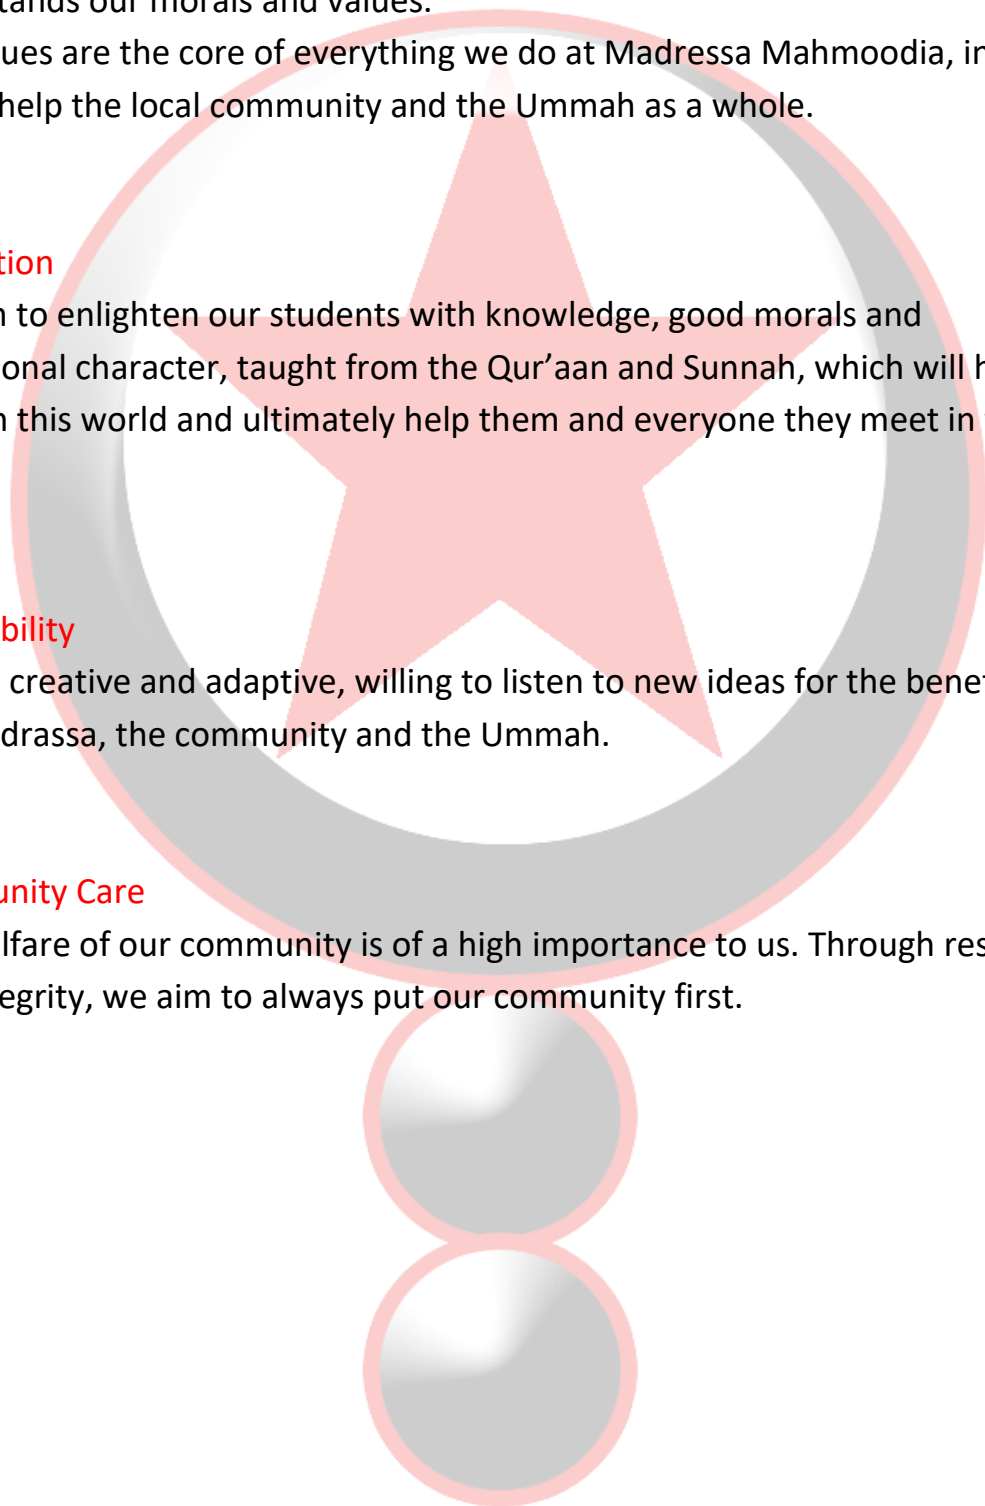 tands our morals and values.
ues are the core of everything we do at Madressa Mahmoodia, in
help the local community and the Ummah as a whole.
tion
n to enlighten our students with knowledge, good morals and
onal character, taught from the Qur’aan and Sunnah, which will h
n this world and ultimately help them and everyone they meet in
bility
creative and adaptive, willing to listen to new ideas for the benef
drassa, the community and the Ummah.
unity Care
lfare of our community is of a high importance to us. Through res
egrity, we aim to always put our community first.